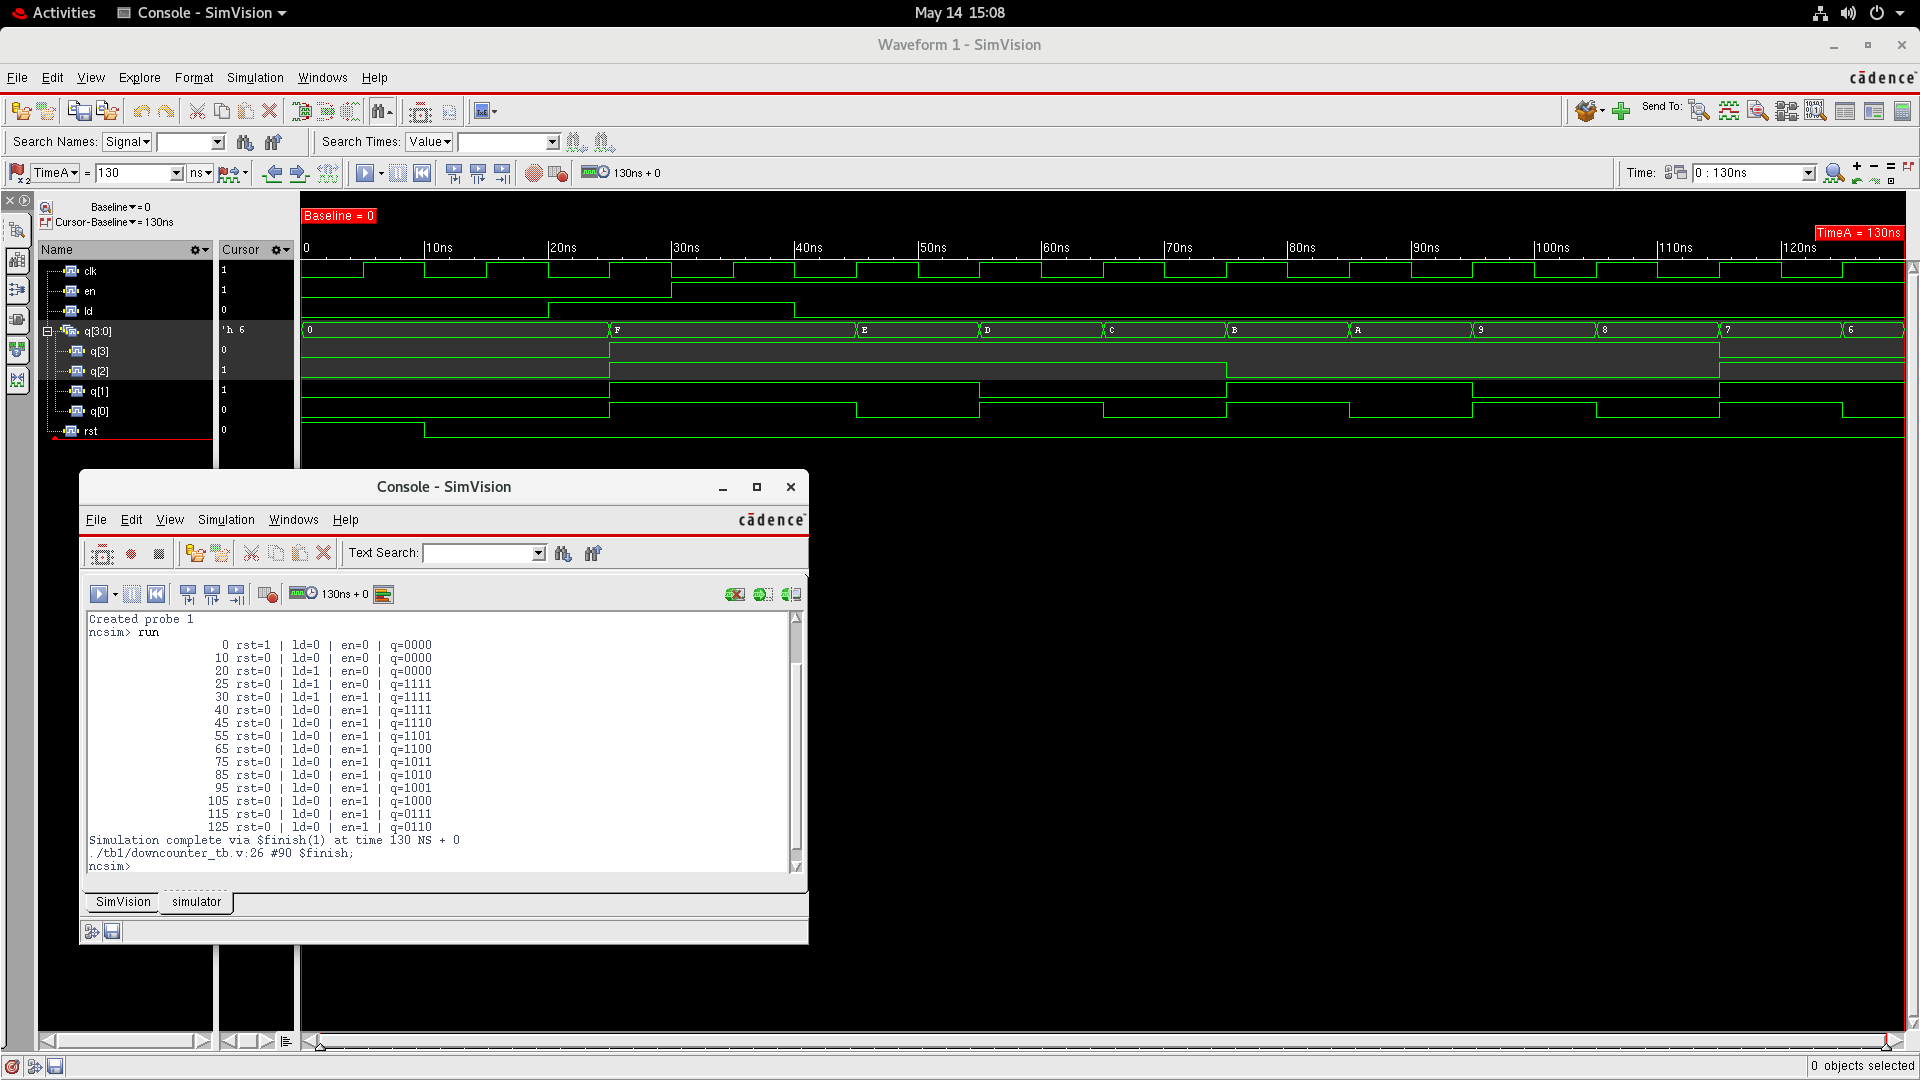 Activities Console - SimVision May 14 15:08
Waveform 1 - SimVision
File Edit View Explore Format Simulation Windows Help cādence
Send To:
Search Names: Signal Search Times: Value
TimeA = 130 ns 130ns + 0 Time: 0 : 130ns
Baseline = 0
Cursor-Baseline = 130ns
Baseline = 0
TimeA = 130ns
Name Cursor 0 10ns 20ns 30ns 40ns 50ns 60ns 70ns 80ns 90ns 100ns 110ns 120ns
clk 1
en 1
ld 0
q[3:0] 'h 6 0 F E D C B A 9 8 7 6
q[3] 0
q[2] 1
q[1] 1
q[0] 0
rst 0
Console - SimVision
File Edit View Simulation Windows Help cādence
Text Search:
130ns + 0
Created probe 1
ncsim> run
0 rst=1 | ld=0 | en=0 | q=0000
10 rst=0 | ld=0 | en=0 | q=0000
20 rst=0 | ld=1 | en=0 | q=0000
25 rst=0 | ld=1 | en=0 | q=1111
30 rst=0 | ld=1 | en=1 | q=1111
40 rst=0 | ld=0 | en=1 | q=1111
45 rst=0 | ld=0 | en=1 | q=1110
55 rst=0 | ld=0 | en=1 | q=1101
65 rst=0 | ld=0 | en=1 | q=1100
75 rst=0 | ld=0 | en=1 | q=1011
85 rst=0 | ld=0 | en=1 | q=1010
95 rst=0 | ld=0 | en=1 | q=1001
105 rst=0 | ld=0 | en=1 | q=1000
115 rst=0 | ld=0 | en=1 | q=0111
125 rst=0 | ld=0 | en=1 | q=0110
Simulation complete via $finish(1) at time 130 NS + 0
./tb1/downcounter_tb.v:26 #90 $finish;
ncsim>
SimVision simulator
0 objects selected